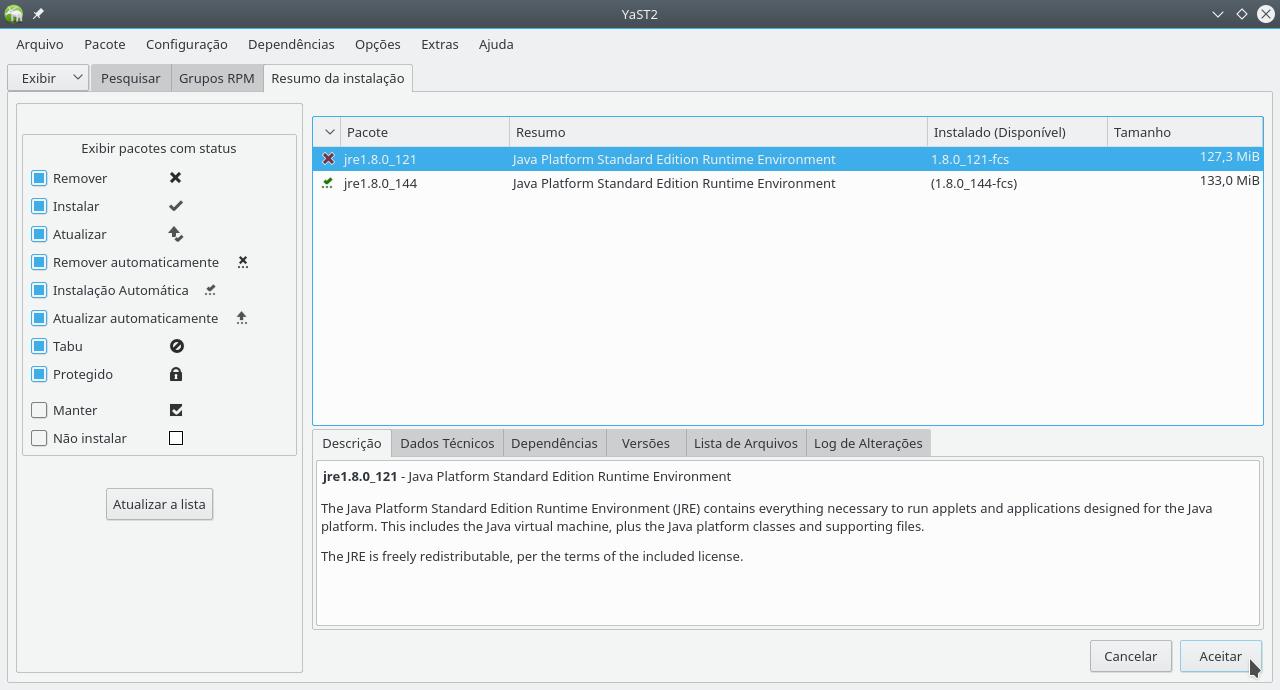 YaST2
Arquivo Pacote Configuração Dependências Opções Extras Ajuda
Exibir Pesquisar Grupos RPM Resumo da instalação
Exibir pacotes com status
Remover
Instalar
Atualizar
Remover automaticamente
Instalação Automática
Atualizar automaticamente
Tabu
Protegido
Manter
Não instalar
Atualizar a lista
Pacote Resumo Instalado (Disponível) Tamanho
jre1.8.0_121 Java Platform Standard Edition Runtime Environment 1.8.0_121-fcs 127,3 MiB
jre1.8.0_144 Java Platform Standard Edition Runtime Environment (1.8.0_144-fcs) 133,0 MiB
Descrição Dados Técnicos Dependências Versões Lista de Arquivos Log de Alterações
jre1.8.0_121 - Java Platform Standard Edition Runtime Environment
The Java Platform Standard Edition Runtime Environment (JRE) contains everything necessary to run applets and applications designed for the Java
platform. This includes the Java virtual machine, plus the Java platform classes and supporting files.
The JRE is freely redistributable, per the terms of the included license.
Cancelar Aceitar